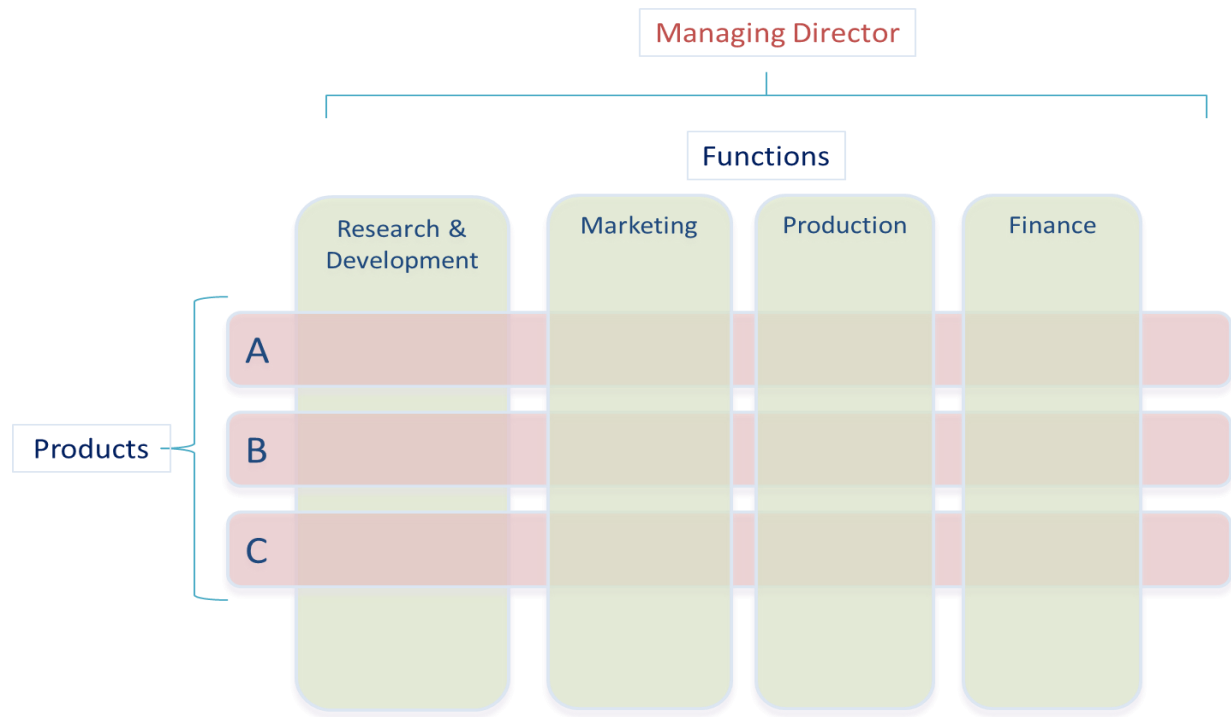 Managing Director
Functions
Research &
Development
Marketing
Production
Finance
Products
A
B
C